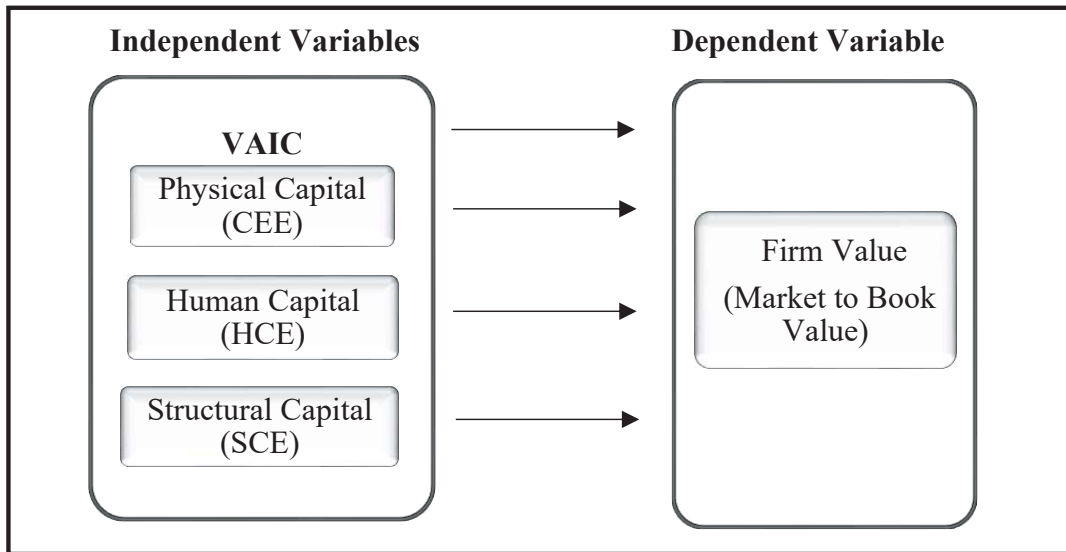 Independent Variables
Dependent Variable
VAIC
Physical Capital
(CEE)
Human Capital
(HCE)
Structural Capital
(SCE)
Firm Value
(Market to Book
Value)